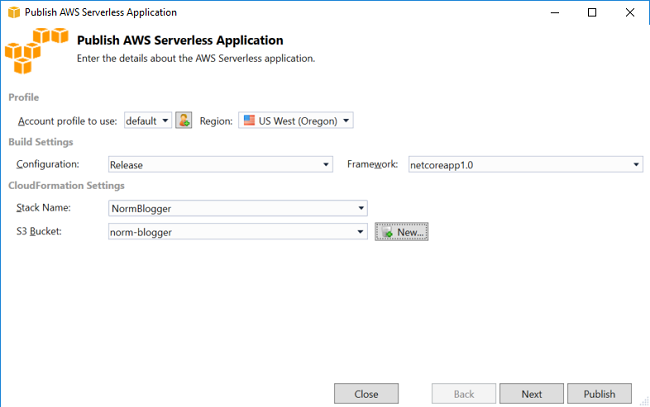 Publish AWS Serverless Application
Publish AWS Serverless Application
Enter the details about the AWS Serverless application.
Profile
Account profile to use: default Region: US West (Oregon)
Build Settings
Configuration: Release Framework: netcoreapp1.0
CloudFormation Settings
Stack Name: NormBlogger
S3 Bucket: norm-blogger New...
Close Back Next Publish